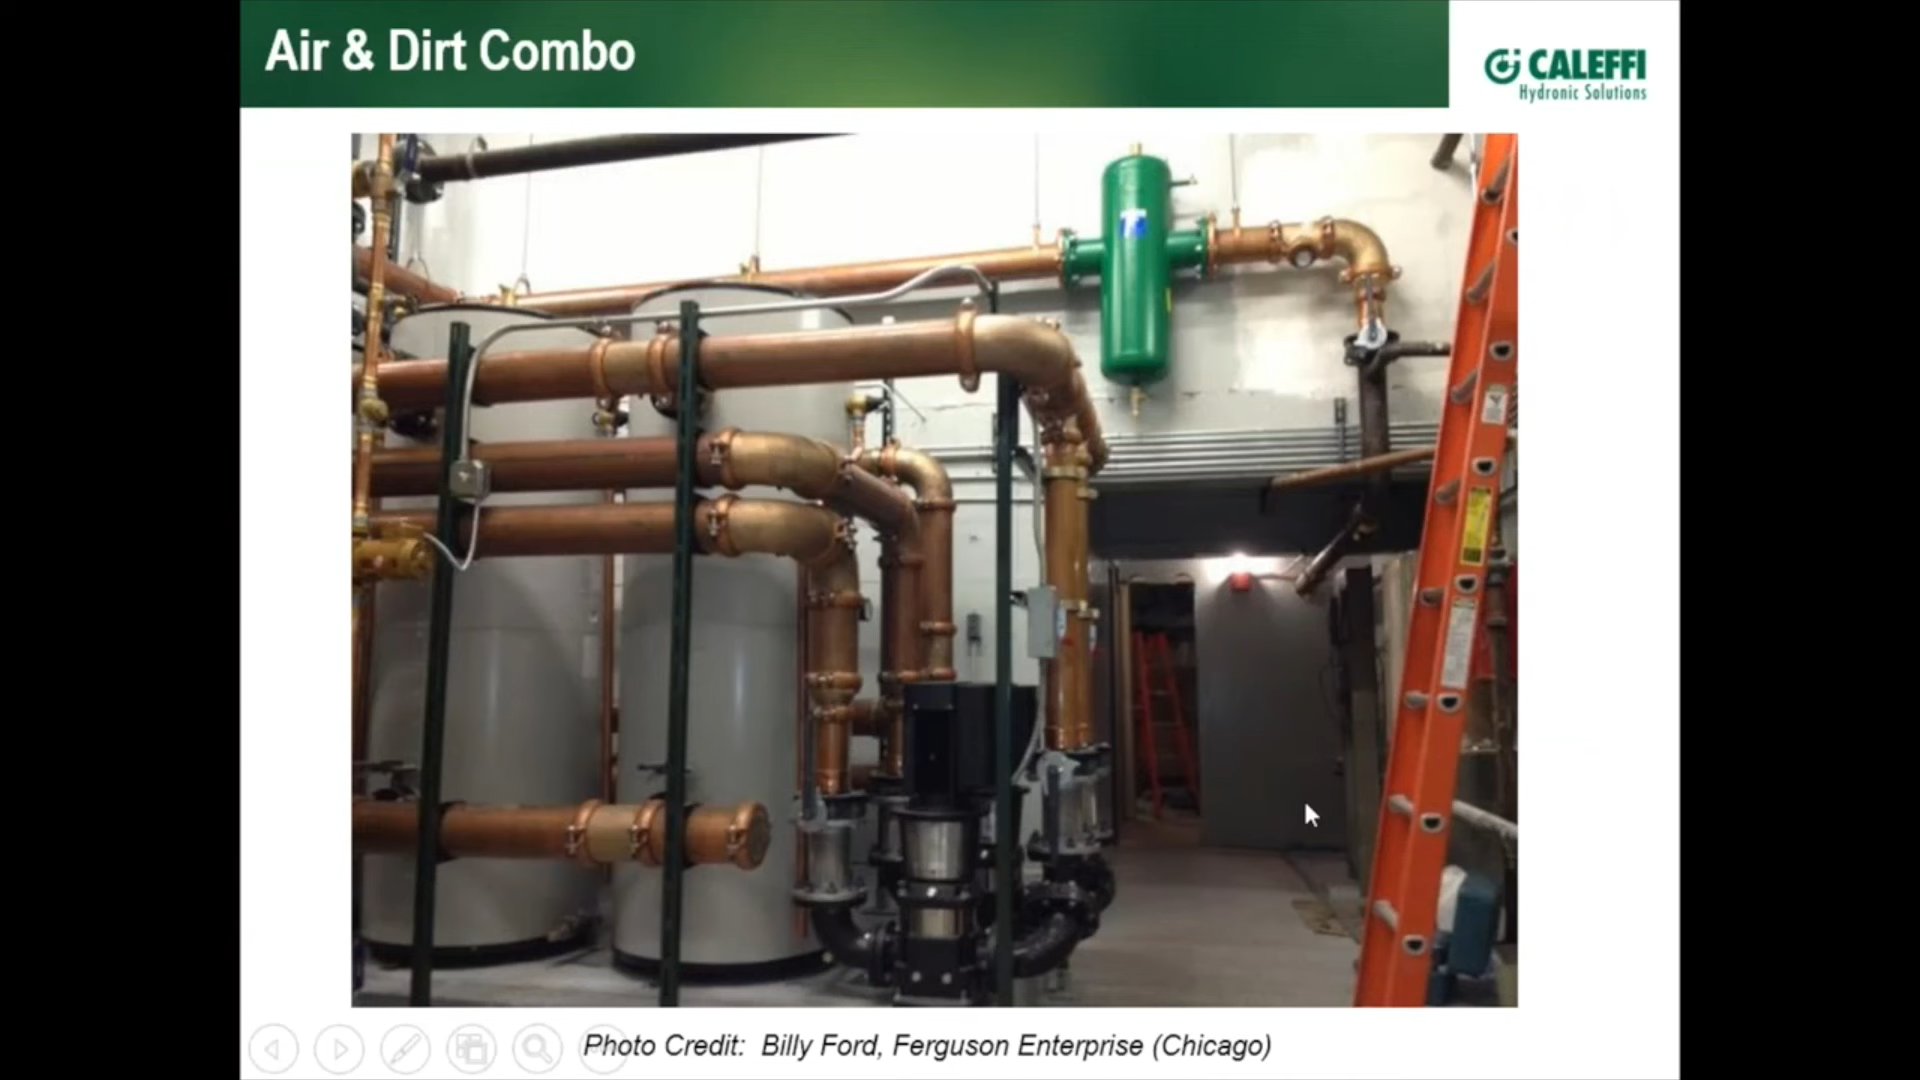 Air & Dirt Combo
CALEFFI
Hydronic Solutions
Photo Credit: Billy Ford, Ferguson Enterprise (Chicago)